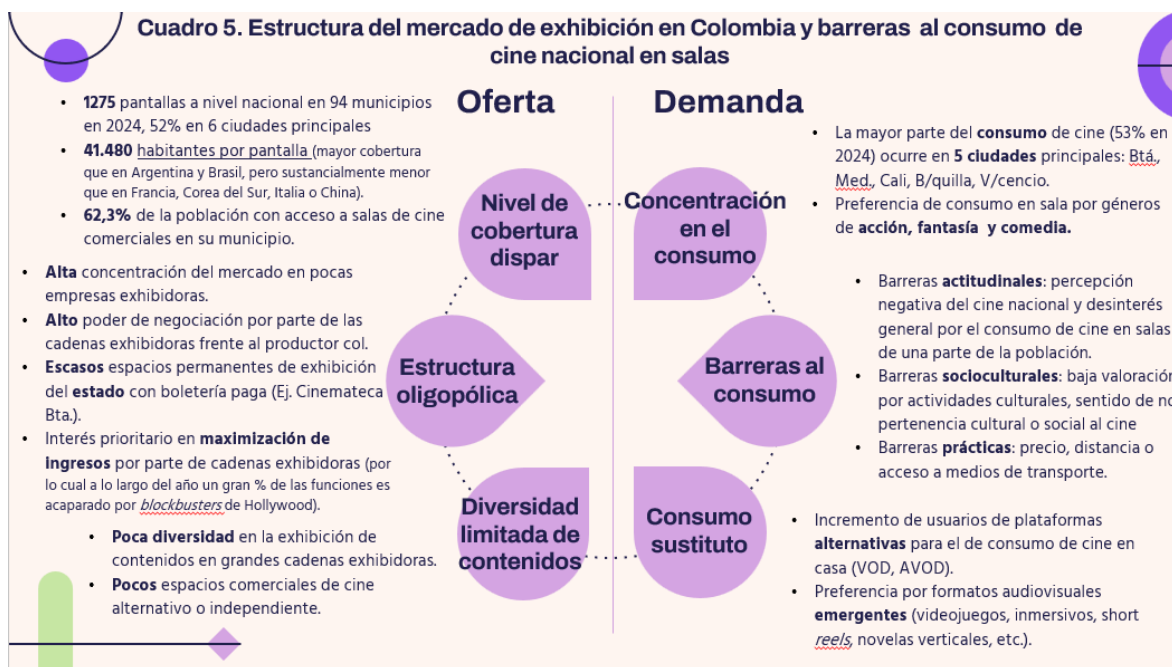 Cuadro 5. Estructura del mercado de exhibición en Colombia y barreras al consumo de
cine nacional en salas
Oferta
• 1275 pantallas a nivel nacional en 94 municipios
en 2024, 52% en 6 ciudades principales
• 41.480 habitantes por pantalla (mayor cobertura
que en Argentina y Brasil, pero sustancialmente menor
que en Francia, Corea del Sur, Italia o China).
• 62,3% de la población con acceso a salas de cine
comerciales en su municipio.
Nivel de
cobertura
dispar
• Alta concentración del mercado en pocas
empresas exhibidoras.
• Alto poder de negociación por parte de las
cadenas exhibidoras frente al productor col.
• Escasos espacios permanentes de exhibición
del estado con boletería paga (Ej. Cinemateca
Bta.).
• Interés prioritario en maximización de
ingresos por parte de cadenas exhibidoras (por
lo cual a lo largo del año un gran % de las funciones es
acaparado por blockbusters de Hollywood).
Estructura
oligopólica
• Poca diversidad en la exhibición de
contenidos en grandes cadenas exhibidoras.
• Pocos espacios comerciales de cine
alternativo o independiente.
Diversidad
limitada de
contenidos
Demanda
Concentración
en el
consumo
• La mayor parte del consumo de cine (53% en
2024) ocurre en 5 ciudades principales: Btá.,
Med., Cali, B/quilla, V/cencio.
• Preferencia de consumo en sala por géneros
de acción, fantasía y comedia.
Barreras al
consumo
• Barreras actitudinales: percepción
negativa del cine nacional y desinterés
general por el consumo de cine en salas
de una parte de la población.
• Barreras socioculturales: baja valoración
por actividades culturales, sentido de no
pertenencia cultural o social al cine
• Barreras prácticas: precio, distancia o
acceso a medios de transporte.
Consumo
sustituto
• Incremento de usuarios de plataformas
alternativas para el de consumo de cine en
casa (VOD, AVOD).
• Preferencia por formatos audiovisuales
emergentes (videojuegos, inmersivos, short
reels, novelas verticales, etc.).